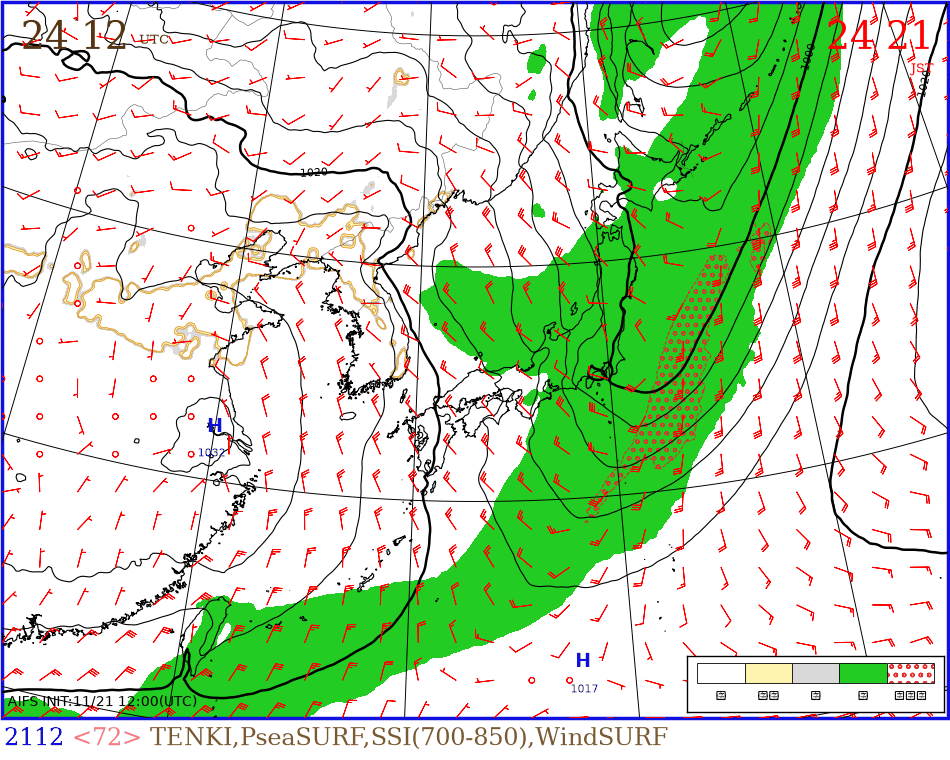 24 12 UTC
24 21
JST
1000
1020
1020
H
1032
H
1017
AIFS INIT:11/21 12:00(UTC)
2112 <72> TENKI,PseaSURF,SSI(700-850),WindSURF